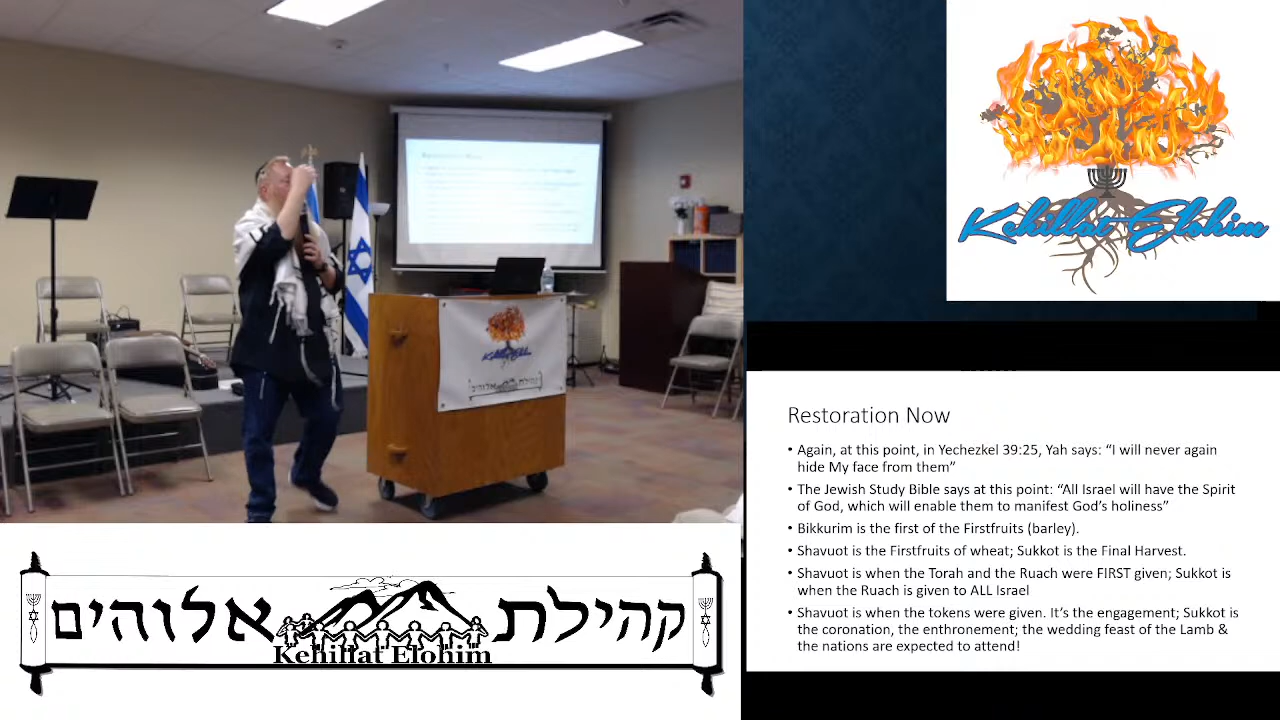 Kehillat Elohim
קהילת אלוהים
Kehillat Elohim
Restoration Now
• Again, at this point, in Yechezkel 39:25, Yah says: “I will never again
hide My face from them”
• The Jewish Study Bible says at this point: “All Israel will have the Spirit
of God, which will enable them to manifest God’s holiness”
• Bikkurim is the first of the Firstfruits (barley).
• Shavuot is the Firstfruits of wheat; Sukkot is the Final Harvest.
• Shavuot is when the Torah and the Ruach were FIRST given; Sukkot is
when the Ruach is given to ALL Israel
• Shavuot is when the tokens were given. It’s the engagement; Sukkot is
the coronation, the enthronement; the wedding feast of the Lamb &
the nations are expected to attend!